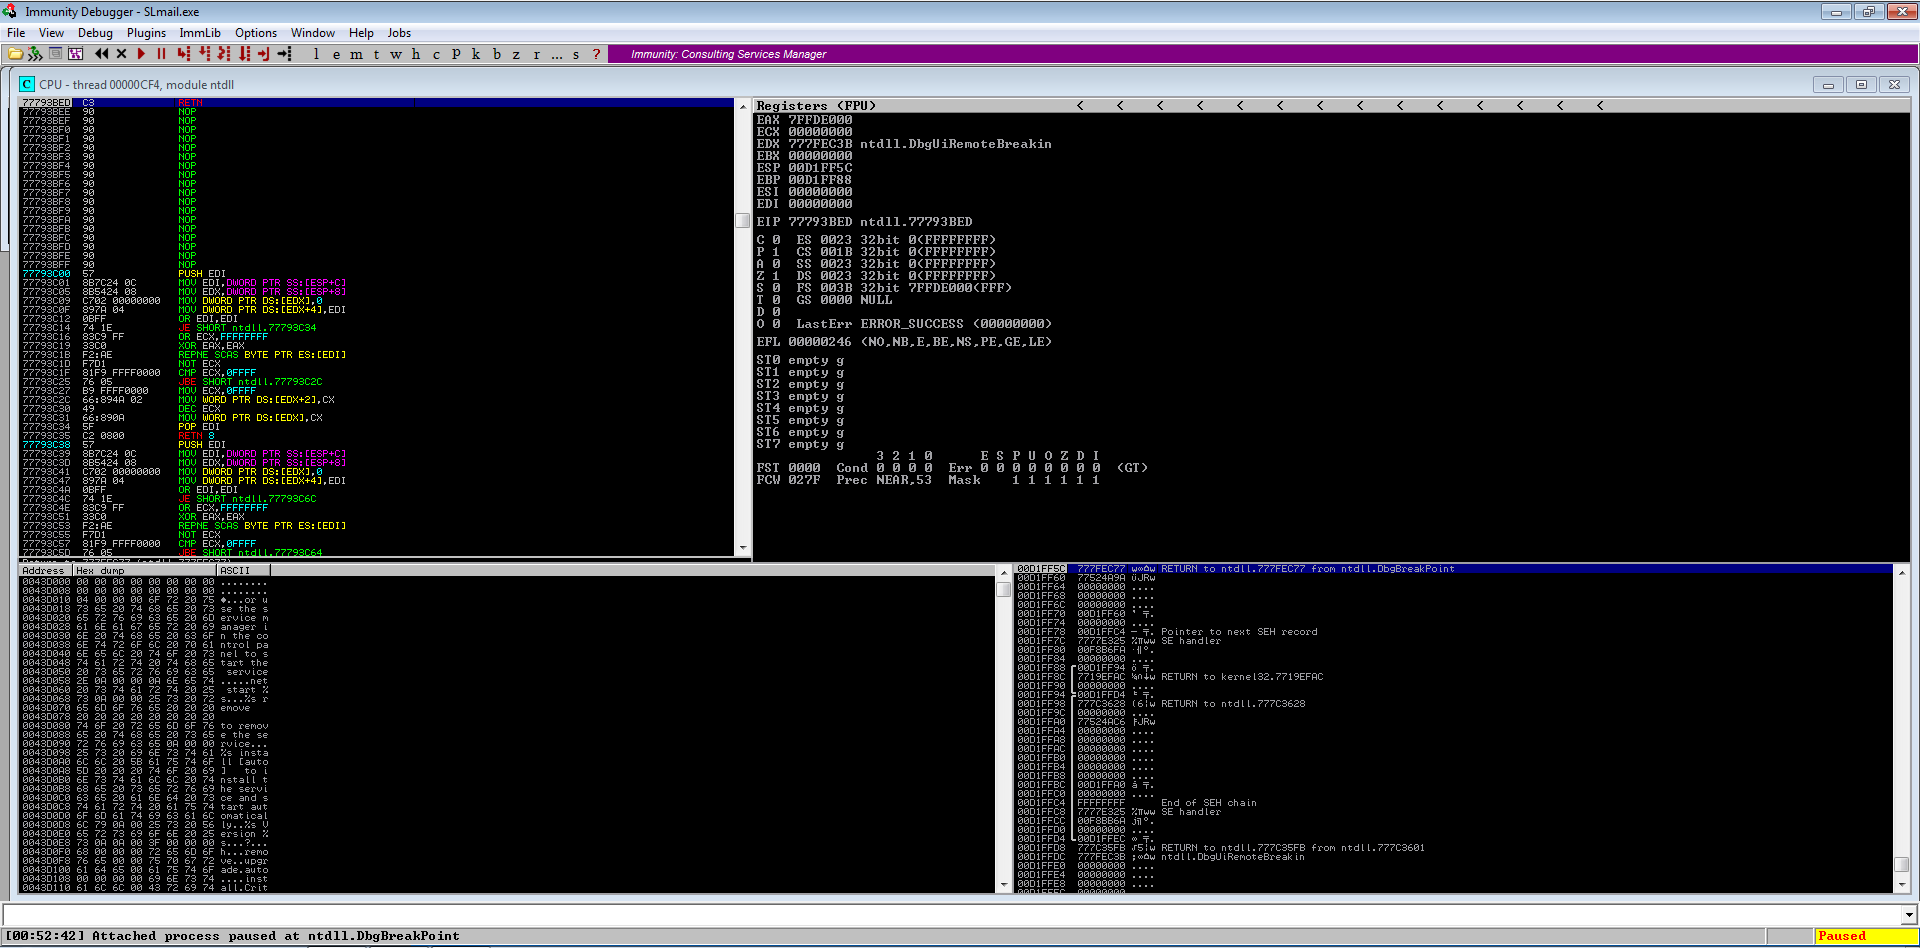 Immunity Debugger - SLmail.exe
File View Debug Plugins ImmLib Options Window Help Jobs
l e m t w h c P k b z r ... s ?
Immunity: Consulting Services Manager
CPU - thread 00000CF4, module ntdll
77793BED C3 RETN
77793BEE 90 NOP
77793BEF 90 NOP
77793BF0 90 NOP
77793BF1 90 NOP
77793BF2 90 NOP
77793BF3 90 NOP
77793BF4 90 NOP
77793BF5 90 NOP
77793BF6 90 NOP
77793BF7 90 NOP
77793BF8 90 NOP
77793BF9 90 NOP
77793BFA 90 NOP
77793BFB 90 NOP
77793BFC 90 NOP
77793BFD 90 NOP
77793BFE 90 NOP
77793BFF 90 NOP
77793C00 57 PUSH EDI
77793C01 8B7C24 0C MOV EDI,DWORD PTR SS:[ESP+C]
77793C05 8B5424 08 MOV EDX,DWORD PTR SS:[ESP+8]
77793C09 C702 00000000 MOV DWORD PTR DS:[EDX],0
77793C0F 897A 04 MOV DWORD PTR DS:[EDX+4],EDI
77793C12 0BFF OR EDI,EDI
77793C14 74 1E JE SHORT ntdll.77793C34
77793C16 83C9 FF OR ECX,FFFFFFFF
77793C19 33C0 XOR EAX,EAX
77793C1B F2:AE REPNE SCAS BYTE PTR ES:[EDI]
77793C1D F7D1 NOT ECX
77793C1F 81F9 FFFF0000 CMP ECX,0FFFF
77793C25 76 05 JBE SHORT ntdll.77793C2C
77793C27 B9 FFFF0000 MOV ECX,0FFFF
77793C2C 66:894A 02 MOV WORD PTR DS:[EDX+2],CX
77793C30 49 DEC ECX
77793C31 66:890A MOV WORD PTR DS:[EDX],CX
77793C34 5F POP EDI
77793C35 C2 0800 RETN 8
77793C38 57 PUSH EDI
77793C39 8B7C24 0C MOV EDI,DWORD PTR SS:[ESP+C]
77793C3D 8B5424 08 MOV EDX,DWORD PTR SS:[ESP+8]
77793C41 C702 00000000 MOV DWORD PTR DS:[EDX],0
77793C47 897A 04 MOV DWORD PTR DS:[EDX+4],EDI
77793C4A 0BFF OR EDI,EDI
77793C4C 74 1E JE SHORT ntdll.77793C6C
77793C4E 83C9 FF OR ECX,FFFFFFFF
77793C51 33C0 XOR EAX,EAX
77793C53 F2:AE REPNE SCAS BYTE PTR ES:[EDI]
77793C55 F7D1 NOT ECX
77793C57 81F9 FFFF0000 CMP ECX,0FFFF
77793C5D 76 05 JBE SHORT ntdll.77793C64
Registers (FPU) < < < < < < < < < < < < < <
EAX 7FFDE000
ECX 00000000
EDX 777FEC3B ntdll.DbgUiRemoteBreakin
EBX 00000000
ESP 00D1FF5C
EBP 00D1FF88
ESI 00000000
EDI 00000000
EIP 77793BED ntdll.77793BED
C 0 ES 0023 32bit 0(FFFFFFFF)
P 1 CS 001B 32bit 0(FFFFFFFF)
A 0 SS 0023 32bit 0(FFFFFFFF)
Z 1 DS 0023 32bit 0(FFFFFFFF)
S 0 FS 003B 32bit 7FFDE000(FFF)
T 0 GS 0000 NULL
D 0
O 0 LastErr ERROR_SUCCESS (00000000)
EFL 00000246 (NO,NB,E,BE,NS,PE,GE,LE)
ST0 empty g
ST1 empty g
ST2 empty g
ST3 empty g
ST4 empty g
ST5 empty g
ST6 empty g
ST7 empty g
3 2 1 0 E S P U O Z D I
FST 0000 Cond 0 0 0 0 Err 0 0 0 0 0 0 0 0 (GT)
FCW 027F Prec NEAR,53 Mask 1 1 1 1 1 1
Address Hex dump ASCII
0043D000 00 00 00 00 00 00 00 00 ........
0043D008 00 00 00 00 00 00 00 00 ........
0043D010 04 00 00 00 6F 72 20 75 ♦...or u
0043D018 73 65 20 74 68 65 20 73 se the s
0043D020 65 72 76 69 63 65 20 6D ervice m
0043D028 61 6E 61 67 65 72 20 69 anager i
0043D030 6E 20 74 68 65 20 63 6F n the co
0043D038 6E 74 72 6F 6C 20 70 61 ntrol pa
0043D040 6E 65 6C 20 74 6F 20 73 nel to s
0043D048 74 61 72 74 20 74 68 65 tart the
0043D050 20 73 65 72 76 69 63 65 service
0043D058 2E 0A 00 00 0A 6E 65 74 .....net
0043D060 20 73 74 61 72 74 20 25 start %
0043D068 73 0A 00 00 25 73 20 72 s...%s r
0043D070 65 6D 6F 76 65 20 20 20 emove
0043D078 20 20 20 20 20 20 20 20
0043D080 74 6F 20 72 65 6D 6F 76 to remov
0043D088 65 20 74 68 65 20 73 65 e the se
0043D090 72 76 69 63 65 0A 00 00 rvice...
0043D098 25 73 20 69 6E 73 74 61 %s insta
0043D0A0 6C 6C 20 5B 61 75 74 6F ll [auto
0043D0A8 5D 20 20 20 74 6F 20 69 ] to i
0043D0B0 6E 73 74 61 6C 6C 20 74 nstall t
0043D0B8 68 65 20 73 65 72 76 69 he servi
0043D0C0 63 65 20 61 6E 64 20 73 ce and s
0043D0C8 74 61 72 74 20 61 75 74 tart aut
0043D0D0 6F 6D 61 74 69 63 61 6C omatical
0043D0D8 6C 79 0A 00 25 73 20 56 ly..%s V
0043D0E0 65 72 73 69 6F 6E 20 25 ersion %
0043D0E8 73 0A 0A 00 3F 00 00 00 s...?...
0043D0F0 68 00 00 00 72 65 6D 6F h...remo
0043D0F8 76 65 00 00 75 70 67 72 ve..upgr
0043D100 61 64 65 00 61 75 74 6F ade.auto
0043D108 00 00 00 00 69 6E 73 74 ....inst
0043D110 61 6C 6C 00 43 72 69 74 all.Crit
00D1FF5C 777FEC77 RETURN to ntdll.777FEC77 from ntdll.DbgBreakPoint
00D1FF60 77524A9A
00D1FF64 00000000 ....
00D1FF68 00000000 ....
00D1FF6C 00000000 ....
00D1FF70 00D1FF60
00D1FF74 00000000 ....
00D1FF78 00D1FFC4 Pointer to next SEH record
00D1FF7C 7777E325 SE handler
00D1FF80 00F8B6FA
00D1FF84 00000000 ....
00D1FF88 00D1FF94
00D1FF8C 7719EFAC RETURN to kernel32.7719EFAC
00D1FF90 00000000 ....
00D1FF94 00D1FFD4
00D1FF98 777C3628 RETURN to ntdll.777C3628
00D1FF9C 00000000 ....
00D1FFA0 77524AC6
00D1FFA4 00000000 ....
00D1FFA8 00000000 ....
00D1FFAC 00000000 ....
00D1FFB0 00000000 ....
00D1FFB4 00000000 ....
00D1FFB8 00000000 ....
00D1FFBC 00D1FFA0
00D1FFC0 00000000 ....
00D1FFC4 FFFFFFFF End of SEH chain
00D1FFC8 7777E325 SE handler
00D1FFCC 00F8BB6A
00D1FFD0 00000000 ....
00D1FFD4 00D1FFEC
00D1FFD8 777C35FB RETURN to ntdll.777C35FB from ntdll.777C3601
00D1FFDC 777FEC3B ntdll.DbgUiRemoteBreakin
00D1FFE0 00000000 ....
00D1FFE4 00000000 ....
00D1FFE8 00000000 ....
[00:52:42] Attached process paused at ntdll.DbgBreakPoint
Paused